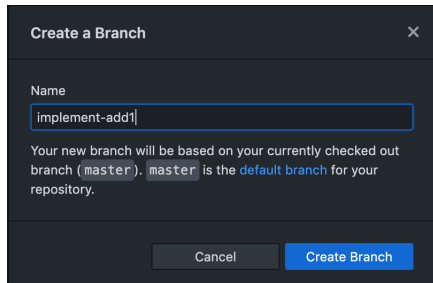 Create a Branch
Name
implement-add1
Your new branch will be based on your currently checked out
branch (master). master is the default branch for your
repository.
Cancel Create Branch